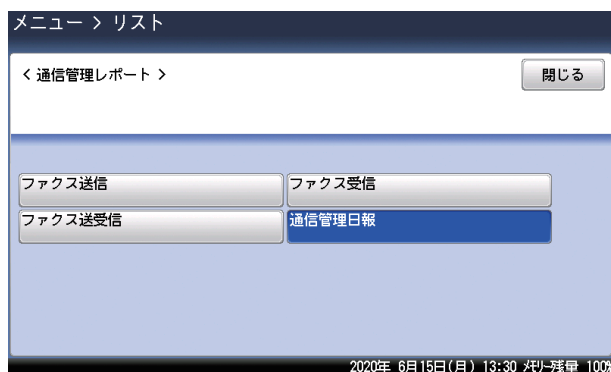 メニュー > リスト
< 通信管理レポート >
閉じる
ファクス送信
ファクス受信
ファクス送受信
通信管理日報
2020年 6月15日(月) 13:30 メモリー残量 100%